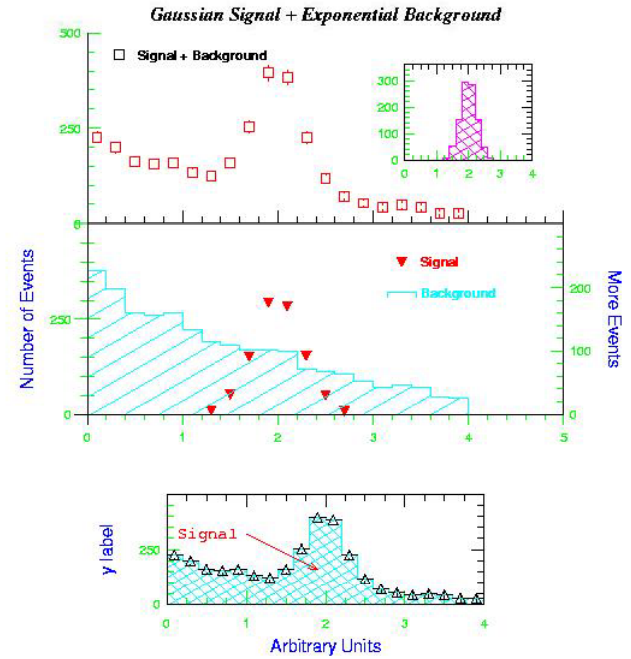 Gaussian Signal + Exponential Background
500
Signal + Background
300
200
100
250
0
0 1 2 3 4
0
Signal
200
Background
Number of Events
More Events
250
100
0
0
0 1 2 3 4 5
y label
Signal
250
0
0 1 2 3 4
Arbitrary Units